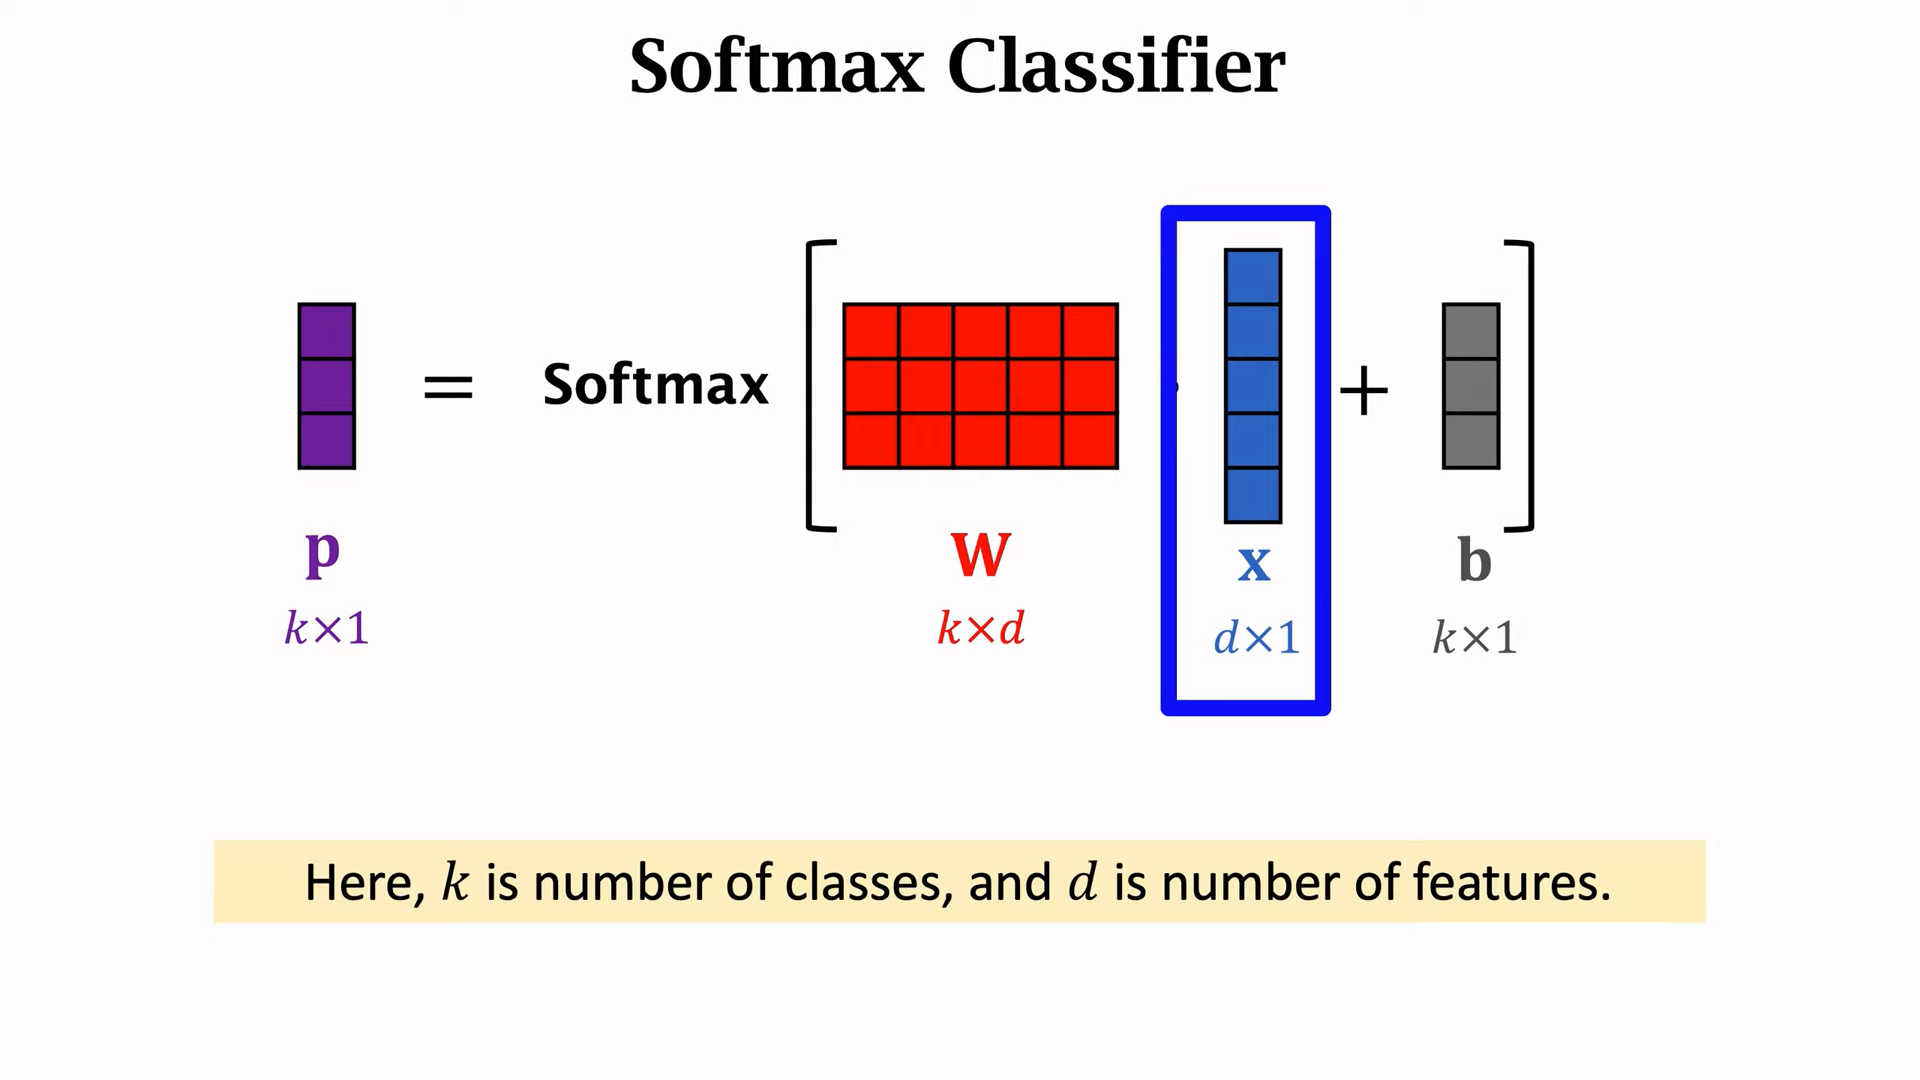 Softmax Classifier
= Softmax [ + ]
p W x b
k×1 k×d d×1 k×1
Here, k is number of classes, and d is number of features.